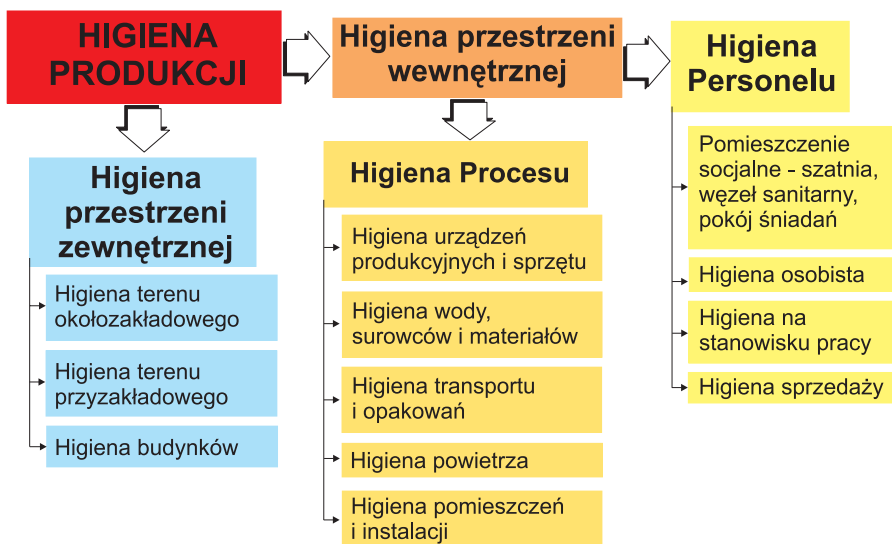 HIGIENA
PRODUKCJI
Higiena przestrzeni
wewnętrznej
Higiena
Personelu
Higiena
przestrzeni
zewnętrznej
Higiena terenu
okołozakładowego
Higiena terenu
przyzakładowego
Higiena budynków
Higiena Procesu
Higiena urządzeń
produkcyjnych i sprzętu
Higiena wody,
surowców i materiałów
Higiena transportu
i opakowań
Higiena powietrza
Higiena pomieszczeń
i instalacji
Pomieszczenie
socjalne - szatnia,
węzeł sanitarny,
pokój śniadań
Higiena osobista
Higiena na
stanowisku pracy
Higiena sprzedaży